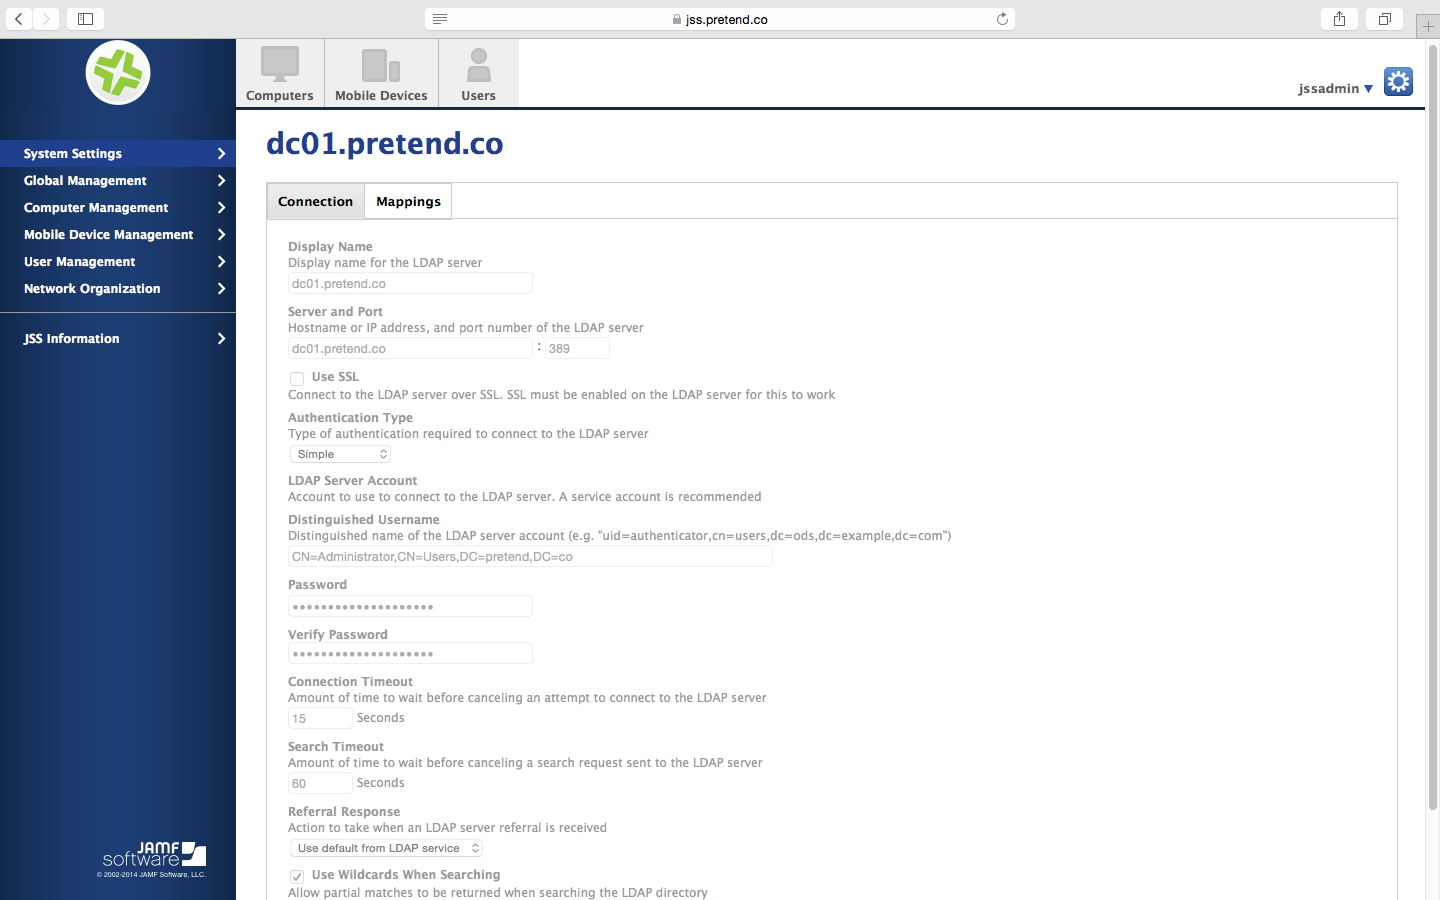 jss.pretend.co
Computers
Mobile Devices
Users
jssadmin ▼
System Settings
Global Management
Computer Management
Mobile Device Management
User Management
Network Organization
JSS Information
dc01.pretend.co
Connection
Mappings
Display Name
Display name for the LDAP server
dc01.pretend.co
Server and Port
Hostname or IP address, and port number of the LDAP server
dc01.pretend.co : 389
Use SSL
Connect to the LDAP server over SSL. SSL must be enabled on the LDAP server for this to work
Authentication Type
Type of authentication required to connect to the LDAP server
Simple
LDAP Server Account
Account to use to connect to the LDAP server. A service account is recommended
Distinguished Username
Distinguished name of the LDAP server account (e.g. "uid=authenticator,cn=users,dc=ods,dc=example,dc=com")
CN=Administrator,CN=Users,DC=pretend,DC=co
Password
••••••••••••••••••••
Verify Password
••••••••••••••••••••
Connection Timeout
Amount of time to wait before canceling an attempt to connect to the LDAP server
15 Seconds
Search Timeout
Amount of time to wait before canceling a search request sent to the LDAP server
60 Seconds
Referral Response
Action to take when an LDAP server referral is received
Use default from LDAP service
Use Wildcards When Searching
Allow partial matches to be returned when searching the LDAP directory
JAMF
software
© 2002-2014 JAMF Software, LLC.